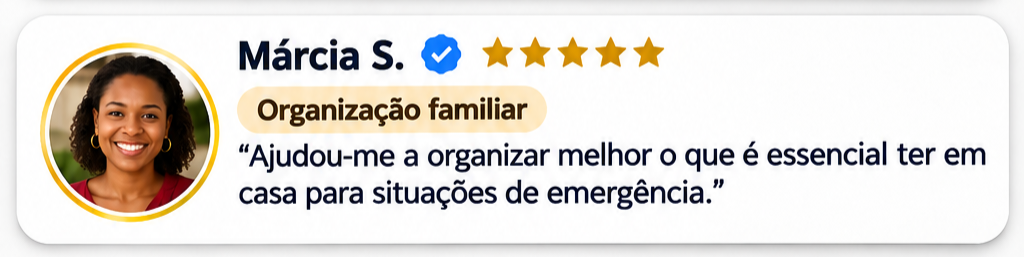 Márcia S.
Organização familiar
“Ajudou-me a organizar melhor o que é essencial ter em
casa para situações de emergência.”